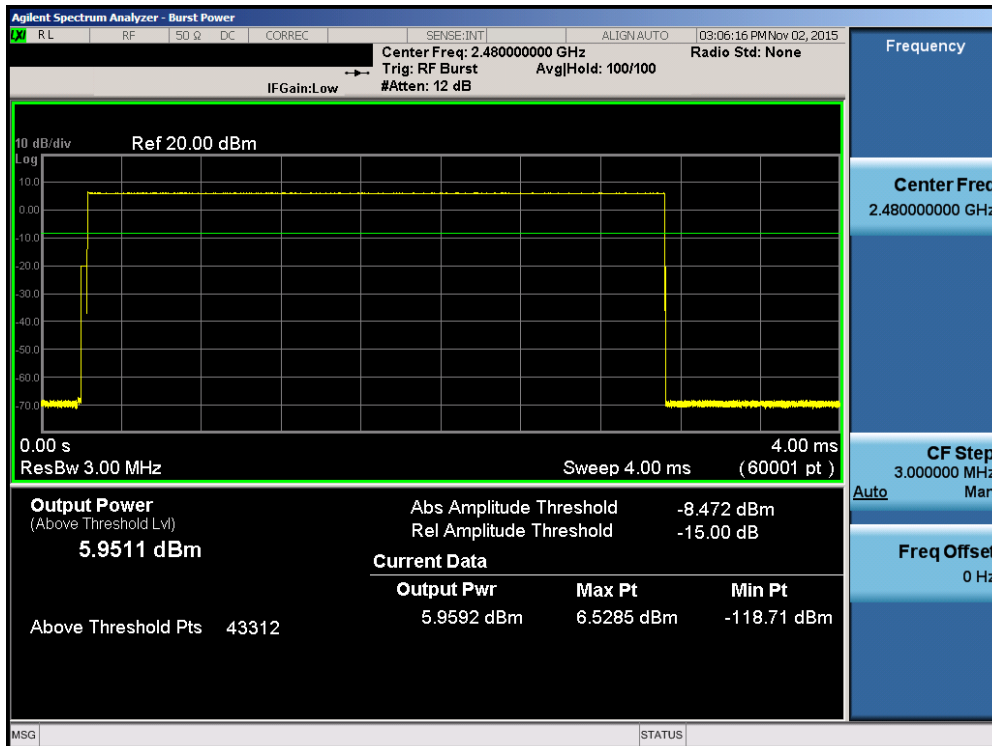 Agilent Spectrum Analyzer - Burst Power
LXI RL RF 50 Ω DC CORREC SENSE:INT ALIGN AUTO 03:06:16 PM Nov 02, 2015
Center Freq: 2.480000000 GHz Radio Std: None
Trig: RF Burst Avg|Hold: 100/100
IFGain:Low #Atten: 12 dB
10 dB/div Ref 20.00 dBm
Log
10.0
0.00
-10.0
-20.0
-30.0
-40.0
-50.0
-60.0
-70.0
0.00 s 4.00 ms
ResBw 3.00 MHz Sweep 4.00 ms (60001 pt )
Output Power
(Above Threshold Lvl)
5.9511 dBm
Above Threshold Pts 43312
Abs Amplitude Threshold -8.472 dBm
Rel Amplitude Threshold -15.00 dB
Current Data
Output Pwr Max Pt Min Pt
5.9592 dBm 6.5285 dBm -118.71 dBm
Frequency
Center Freq
2.480000000 GHz
CF Step
3.000000 MHz
Auto Man
Freq Offset
0 Hz
MSG STATUS